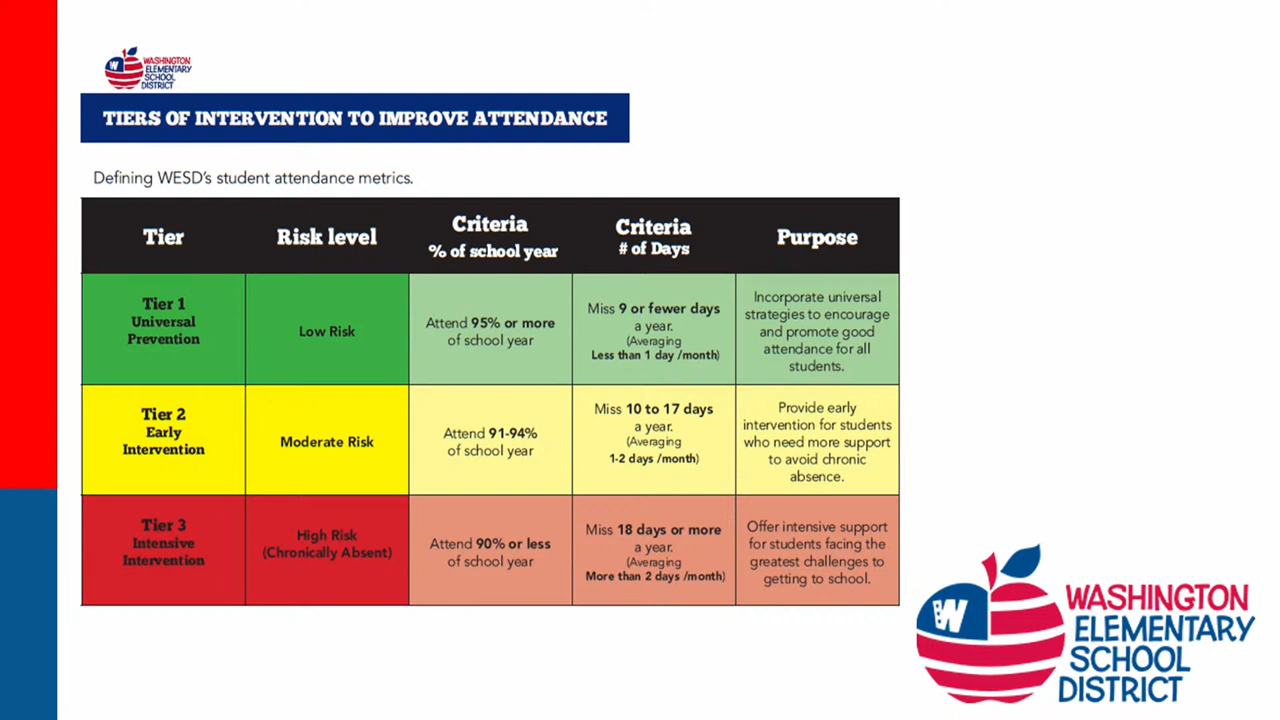 WASHINGTON
ELEMENTARY
SCHOOL
DISTRICT
TIERS OF INTERVENTION TO IMPROVE ATTENDANCE
Defining WESD's student attendance metrics.
Tier
Risk level
Criteria
% of school year
Criteria
# of Days
Purpose
Tier 1
Universal
Prevention
Low Risk
Attend 95% or more
of school year
Miss 9 or fewer days
a year.
(Averaging
Less than 1 day /month)
Incorporate universal
strategies to encourage
and promote good
attendance for all
students.
Tier 2
Early
Intervention
Moderate Risk
Attend 91-94%
of school year
Miss 10 to 17 days
a year.
(Averaging
1-2 days /month)
Provide early
intervention for students
who need more support
to avoid chronic
absence.
Tier 3
Intensive
Intervention
High Risk
(Chronically Absent)
Attend 90% or less
of school year
Miss 18 days or more
a year.
(Averaging
More than 2 days /month)
Offer intensive support
for students facing the
greatest challenges to
getting to school.
W
WASHINGTON
ELEMENTARY
SCHOOL
DISTRICT